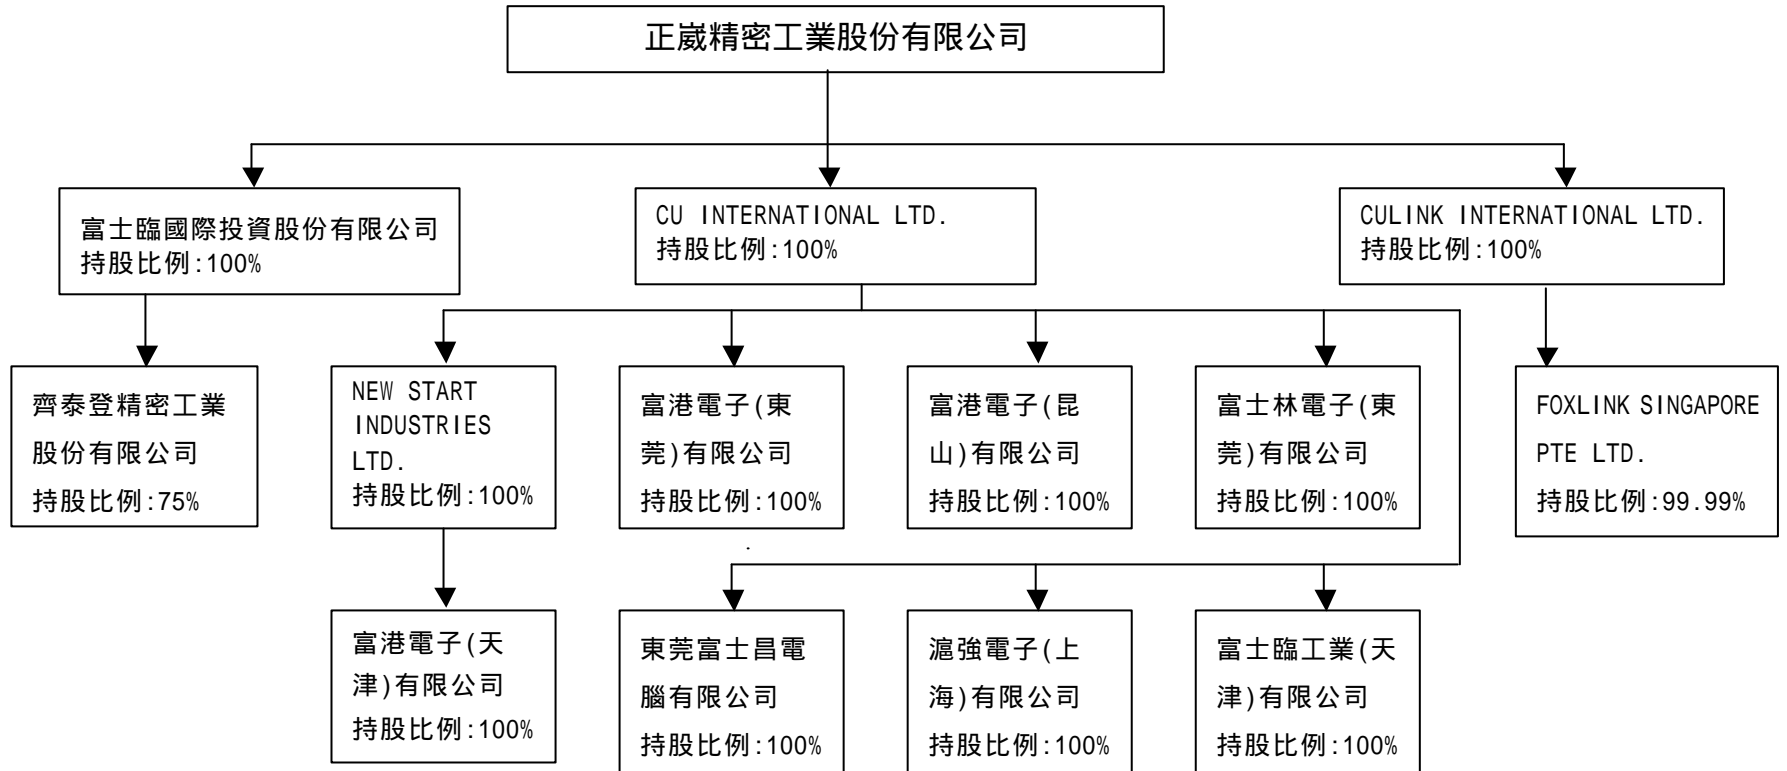 正崴精密工業股份有限公司
富士臨國際投資股份有限公司
持股比例:100%
CU INTERNATIONAL LTD.
持股比例:100%
CULINK INTERNATIONAL LTD.
持股比例:100%
齊泰登精密工業
股份有限公司
持股比例:75%
NEW START
INDUSTRIES
LTD.
持股比例:100%
富港電子(東
莞)有限公司
持股比例:100%
富港電子(昆
山)有限公司
持股比例:100%
富士林電子(東
莞)有限公司
持股比例:100%
FOXLINK SINGAPORE
PTE LTD.
持股比例:99.99%
富港電子(天
津)有限公司
持股比例:100%
東莞富士昌電
腦有限公司
持股比例:100%
滬強電子(上
海)有限公司
持股比例:100%
富士臨工業(天
津)有限公司
持股比例:100%